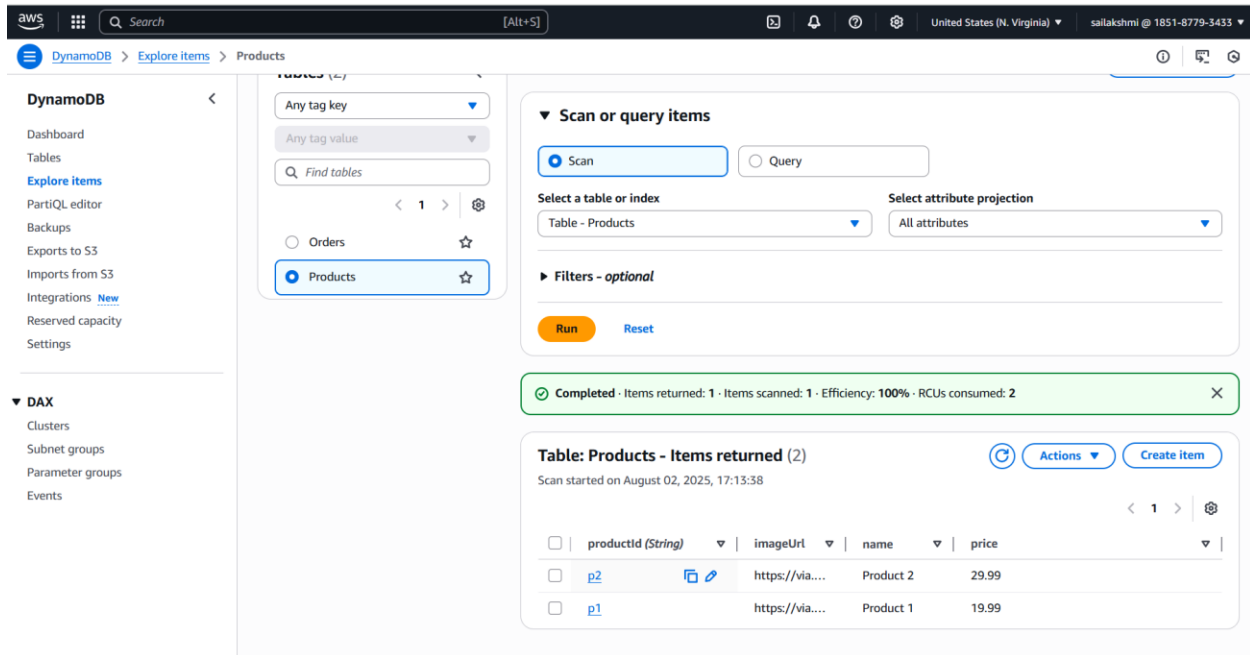 aws Search [Alt+S] United States (N. Virginia) sailakshmi @ 1851-8779-3433
DynamoDB > Explore items > Products
DynamoDB
Dashboard
Tables
Explore items
PartiQL editor
Backups
Exports to S3
Imports from S3
Integrations New
Reserved capacity
Settings
DAX
Clusters
Subnet groups
Parameter groups
Events
Tables (2)
Any tag key
Any tag value
Find tables
1
Orders
Products
Scan or query items
Scan Query
Select a table or index Select attribute projection
Table - Products All attributes
Filters - optional
Run Reset
Completed · Items returned: 1 · Items scanned: 1 · Efficiency: 100% · RCUs consumed: 2
Table: Products - Items returned (2) Actions Create item
Scan started on August 02, 2025, 17:13:38
1
productId (String) imageUrl name price
p2 https://via.... Product 2 29.99
p1 https://via.... Product 1 19.99